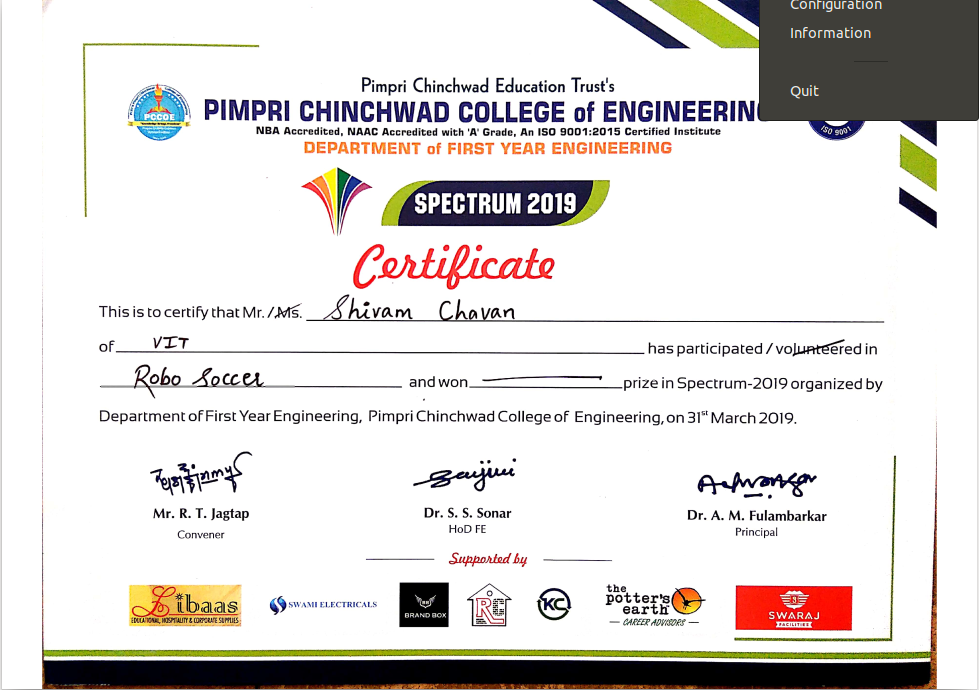 Configuration
Information
Quit
Pimpri Chinchwad Education Trust's
PCCOE
PIMPRI CHINCHWAD COLLEGE of ENGINEERING
NBA Accredited, NAAC Accredited with 'A' Grade, An ISO 9001:2015 Certified Institute
ISO 9001
DEPARTMENT of FIRST YEAR ENGINEERING
SPECTRUM 2019
Certificate
This is to certify that Mr. / Ms. Shivam Chavan
of VIT has participated / volunteered in
Robo Soccer and won prize in Spectrum-2019 organized by
Department of First Year Engineering, Pimpri Chinchwad College of Engineering, on 31st March 2019.
Mr. R. T. Jagtap
Convener
Dr. S. S. Sonar
HoD FE
Dr. A. M. Fulambarkar
Principal
Supported by
Libaas
EDUCATIONAL, HOSPITALITY & CORPORATE SUPPLIES
SWAMI ELECTRICALS
BRAND BOX
RC
KC
the
potter's
earth
CAREER ADVISORS
SWARAJ
FACILITIES